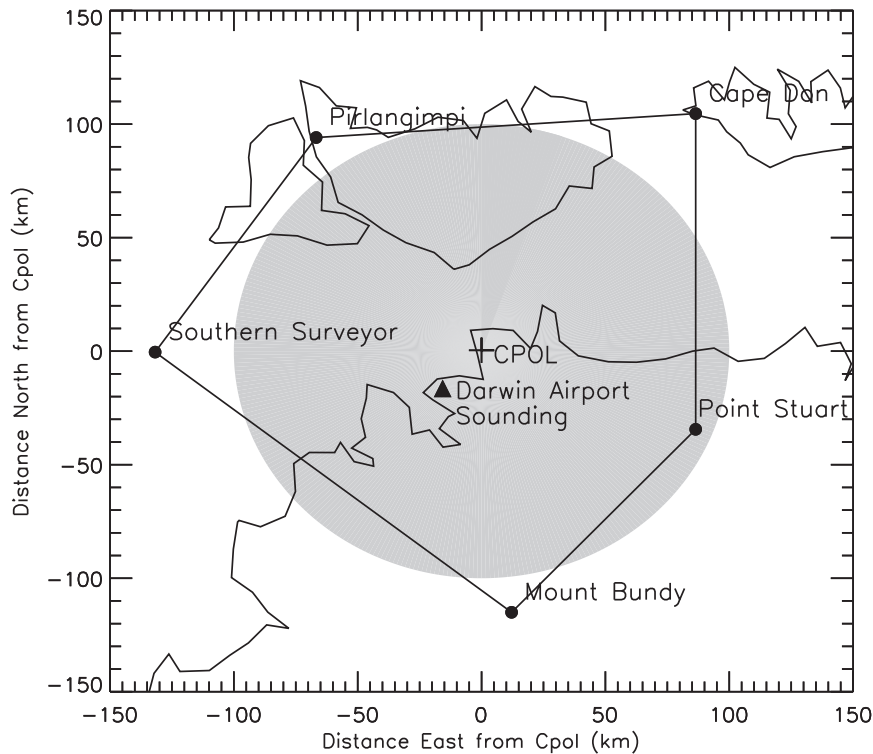 150
100
50
0
−50
−100
−150
Distance North from Cpol (km)
Pirlangimpi
Cape Don
Southern Surveyor
CPOL
Darwin Airport
Sounding
Point Stuart
Mount Bundy
−150 −100 −50 0 50 100 150
Distance East from Cpol (km)